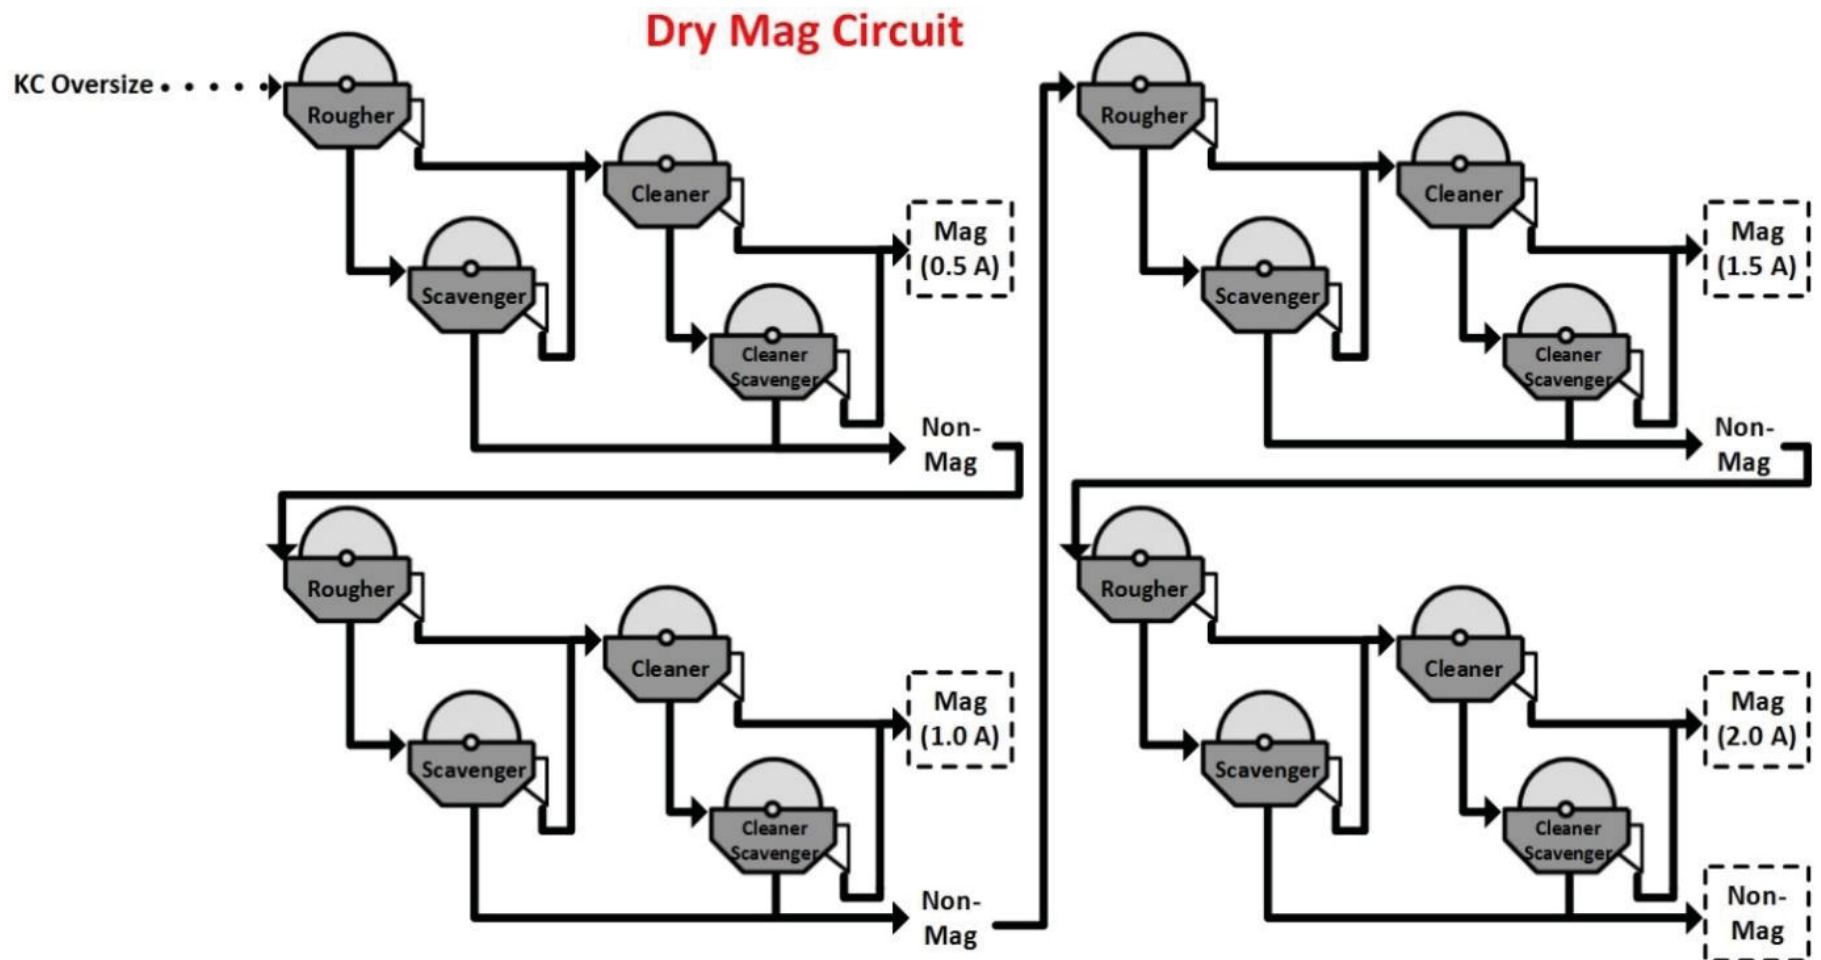 Dry Mag Circuit
KC Oversize
Rougher
Cleaner
Mag
(0.5 A)
Scavenger
Cleaner
Scavenger
Non-
Mag
Rougher
Cleaner
Mag
(1.0 A)
Scavenger
Cleaner
Scavenger
Non-
Mag
Rougher
Cleaner
Mag
(1.5 A)
Scavenger
Cleaner
Scavenger
Non-
Mag
Rougher
Cleaner
Mag
(2.0 A)
Scavenger
Cleaner
Scavenger
Non-
Mag